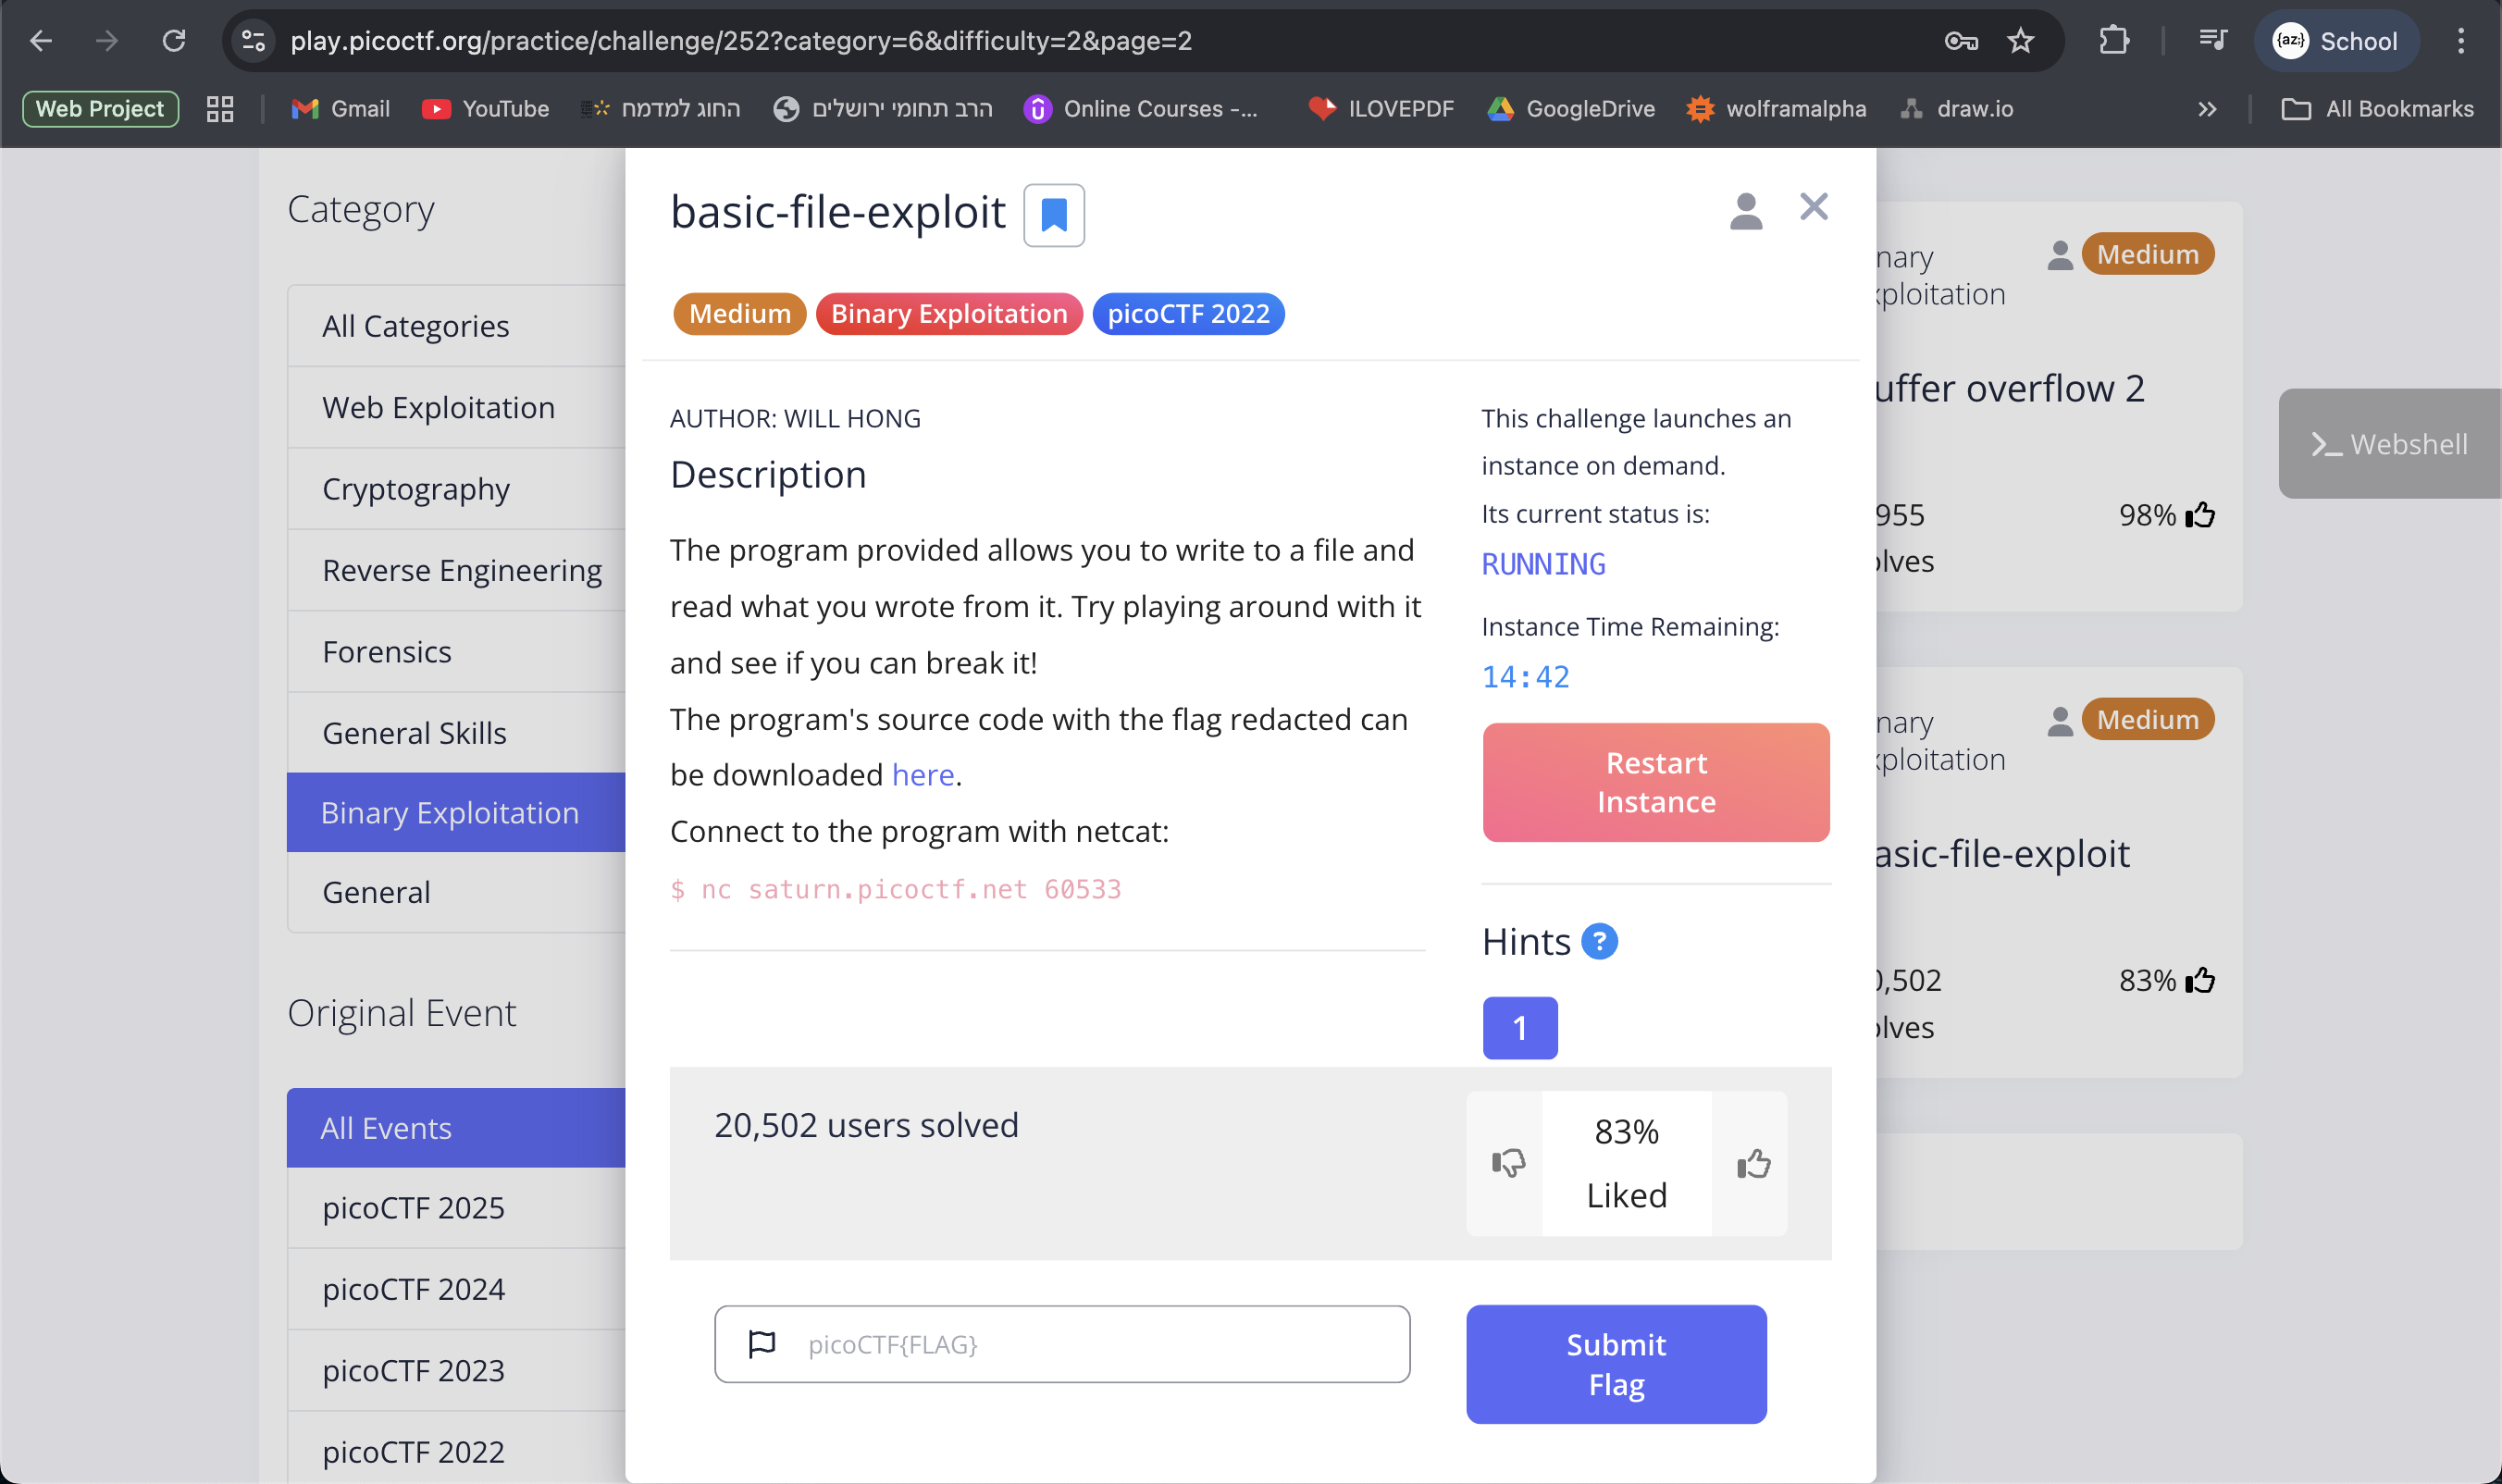 play.picoctf.org/practice/challenge/252?category=6&difficulty=2&page=2
{az;}
School
Web Project
Gmail
YouTube
החוג למדמח
הרב תחומי ירושלים
Online Courses -...
ILOVEPDF
GoogleDrive
wolframalpha
draw.io
All Bookmarks
Category
All Categories
Web Exploitation
Cryptography
Reverse Engineering
Forensics
General Skills
Binary Exploitation
General
Original Event
All Events
picoCTF 2025
picoCTF 2024
picoCTF 2023
picoCTF 2022
basic-file-exploit
Medium
Binary Exploitation
picoCTF 2022
AUTHOR: WILL HONG
Description
The program provided allows you to write to a file and
read what you wrote from it. Try playing around with it
and see if you can break it!
The program's source code with the flag redacted can
be downloaded here.
Connect to the program with netcat:
$ nc saturn.picoctf.net 60533
This challenge launches an
instance on demand.
Its current status is:
RUNNING
Instance Time Remaining:
14:42
Restart
Instance
Hints ?
1
20,502 users solved
83%
Liked
picoCTF{FLAG}
Submit
Flag
nary
Medium
xploitation
uffer overflow 2
955
98%
olves
nary
Medium
xploitation
asic-file-exploit
0,502
83%
olves
>_ Webshell